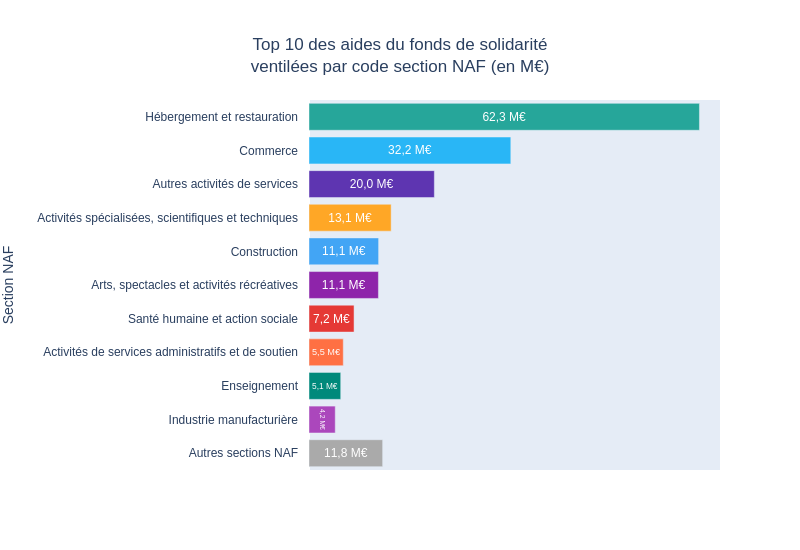 Top 10 des aides du fonds de solidarité
ventilées par code section NAF (en M€)
Section NAF
Hébergement et restauration 62,3 M€
Commerce 32,2 M€
Autres activités de services 20,0 M€
Activités spécialisées, scientifiques et techniques 13,1 M€
Construction 11,1 M€
Arts, spectacles et activités récréatives 11,1 M€
Santé humaine et action sociale 7,2 M€
Activités de services administratifs et de soutien 5,5 M€
Enseignement 5,1 M€
Industrie manufacturière 4,2 M€
Autres sections NAF 11,8 M€